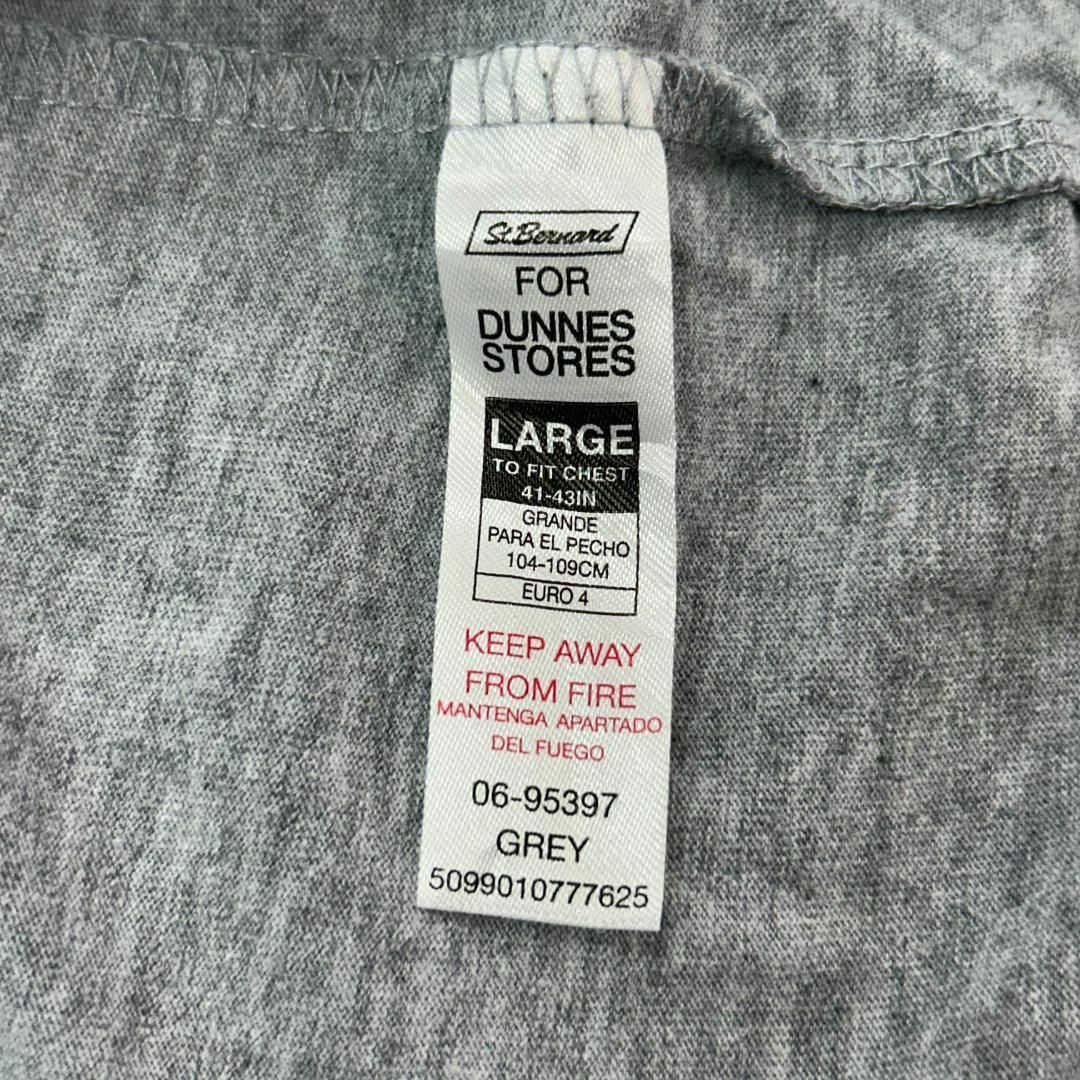 St.Bernard
FOR
DUNNES
STORES
LARGE
TO FIT CHEST
41-43IN
GRANDE
PARA EL PECHO
104-109CM
EURO 4
KEEP AWAY
FROM FIRE
MANTENGA APARTADO
DEL FUEGO
06-95397
GREY
5099010777625